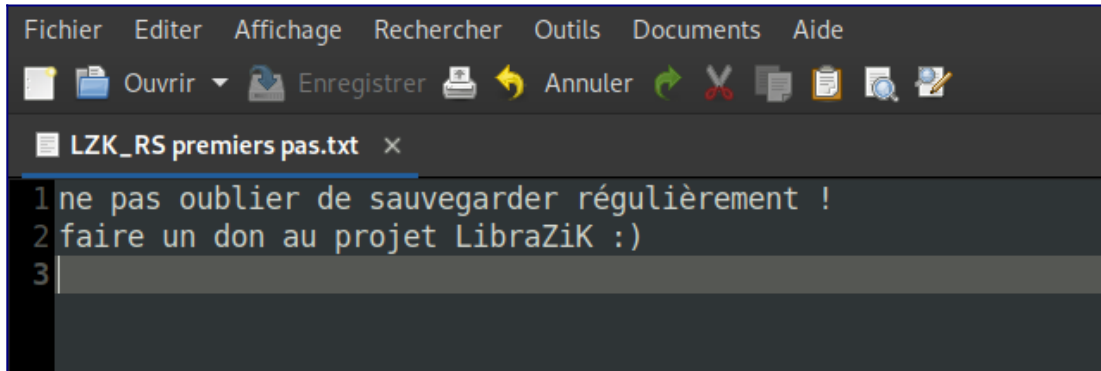 Fichier Editer Affichage Rechercher Outils Documents Aide
Ouvrir Enregistrer Annuler
LZK_RS premiers pas.txt ×
1 ne pas oublier de sauvegarder régulièrement !
2 faire un don au projet LibraZiK :)
3